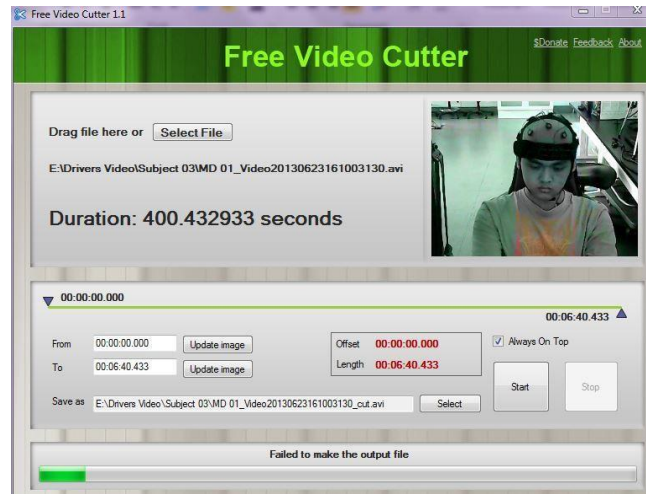 Free Video Cutter 1.1
Free Video Cutter
$Donate Feedback About
Drag file here or Select File
E:\Drivers Video\Subject 03\MD 01_Video20130623161003130.avi
Duration: 400.432933 seconds
00:00:00.000
00:06:40.433
From 00:00:00.000 Update image Offset 00:00:00.000 Always On Top
To 00:06:40.433 Update image Length 00:06:40.433
Start Stop
Save as E:\Drivers Video\Subject 03\MD 01_Video20130623161003130_cut.avi Select
Failed to make the output file